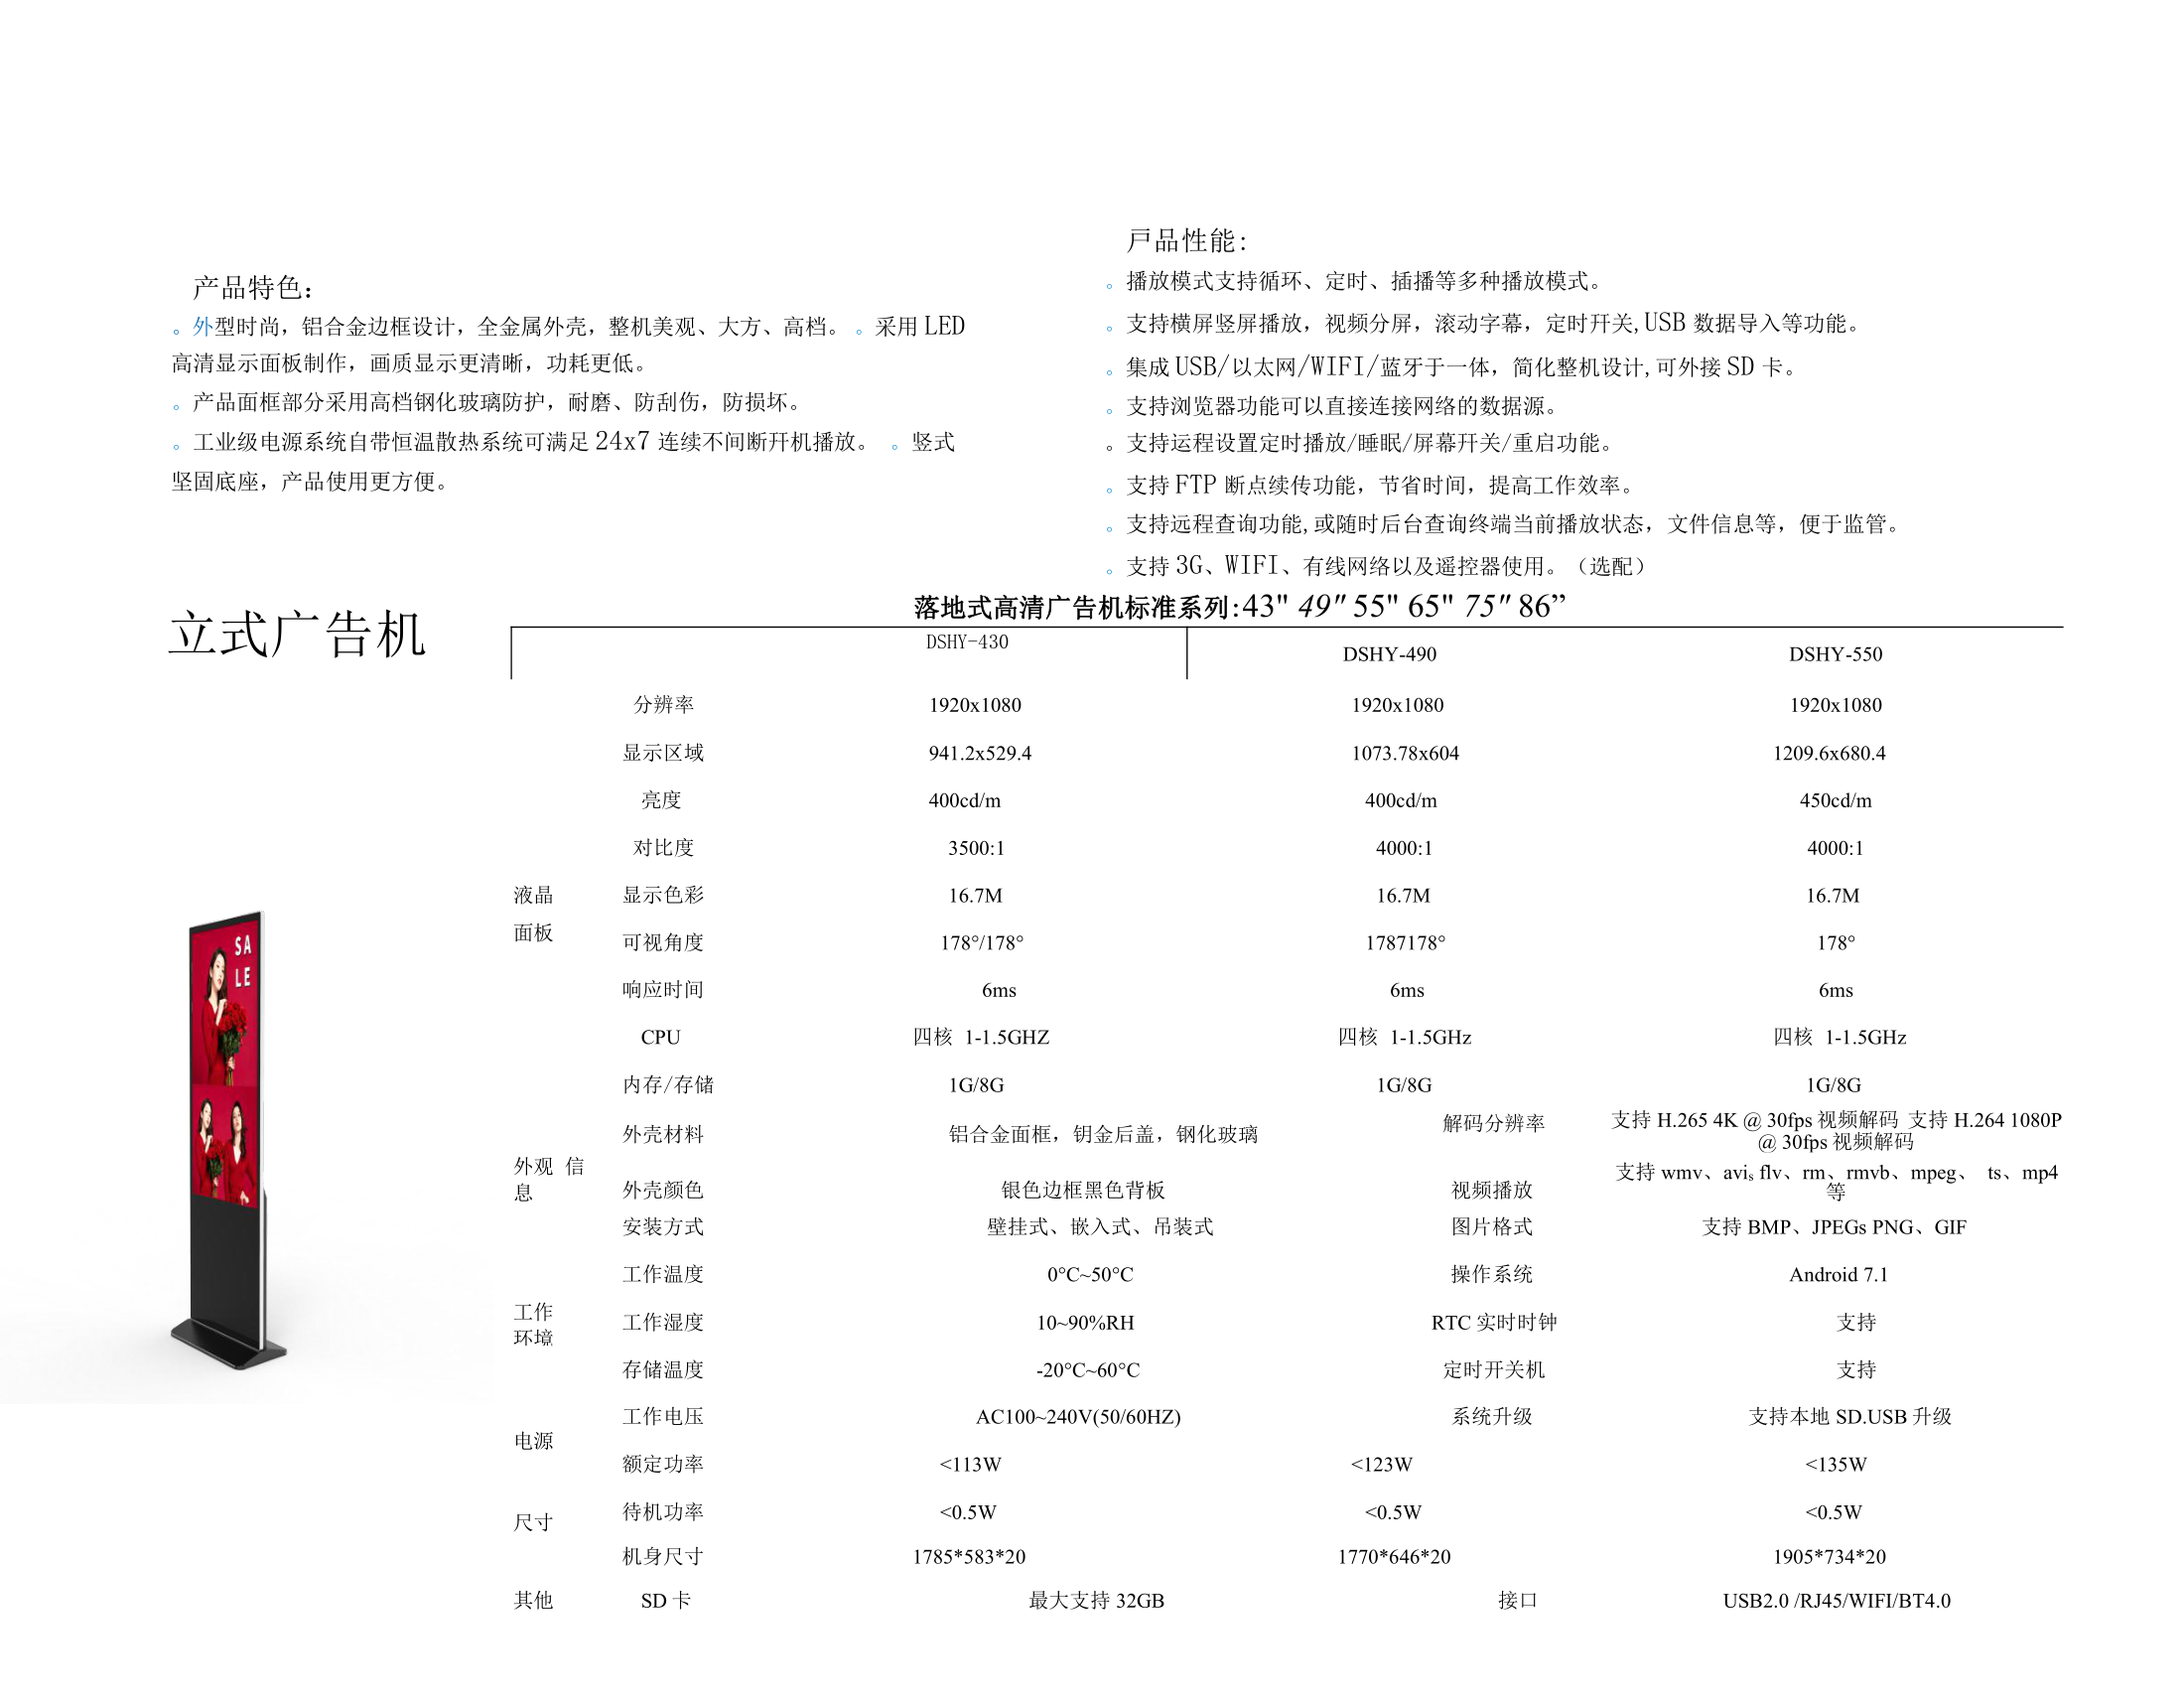 产品特色：
。外型时尚，铝合金边框设计，全金属外壳，整机美观、大方、高档。 。采用 LED
高清显示面板制作，画质显示更清晰，功耗更低。
。产品面框部分采用高档钢化玻璃防护，耐磨、防刮伤，防损坏。
。工业级电源系统自带恒温散热系统可满足 24x7 连续不间断开机播放。 。竖式
坚固底座，产品使用更方便。
戸品性能:
。播放模式支持循环、定时、插播等多种播放模式。
。支持横屏竖屏播放，视频分屏，滚动字幕，定时开关,USB 数据导入等功能。
。集成 USB/以太网/WIFI/蓝牙于一体，简化整机设计,可外接 SD 卡。
。支持浏览器功能可以直接连接网络的数据源。
。支持运程设置定时播放/睡眠/屏幕开关/重启功能。
。支持 FTP 断点续传功能，节省时间，提高工作效率。
。支持远程查询功能,或随时后台查询终端当前播放状态，文件信息等，便于监管。
。支持 3G、WIFI、有线网络以及遥控器使用。（选配）
立式广告机
落地式高清广告机标准系列:43" 49" 55" 65" 75" 86”
DSHY-430 DSHY-490 DSHY-550
分辨率 1920x1080 1920x1080 1920x1080
显示区域 941.2x529.4 1073.78x604 1209.6x680.4
亮度 400cd/m 400cd/m 450cd/m
对比度 3500:1 4000:1 4000:1
液晶 显示色彩 16.7M 16.7M 16.7M
面板 可视角度 178°/178° 1787178° 178°
响应时间 6ms 6ms 6ms
CPU 四核 1-1.5GHZ 四核 1-1.5GHz 四核 1-1.5GHz
内存/存储 1G/8G 1G/8G 1G/8G
外壳材料 铝合金面框，钥金后盖，钢化玻璃 解码分辨率 支持 H.265 4K @ 30fps 视频解码 支持 H.264 1080P
@ 30fps 视频解码
外观 信
息
外壳颜色 银色边框黑色背板 视频播放 支持 wmv、avis flv、rm、rmvb、mpeg、 ts、mp4
等
安装方式 壁挂式、嵌入式、吊装式 图片格式 支持 BMP、JPEGs PNG、GIF
工作温度 0°C~50°C 操作系统 Android 7.1
工作
环境
工作湿度 10~90%RH RTC 实时时钟 支持
存储温度 -20°C~60°C 定时开关机 支持
工作电压 AC100~240V(50/60HZ) 系统升级 支持本地 SD.USB 升级
电源
额定功率 <113W <123W <135W
待机功率 <0.5W <0.5W <0.5W
尺寸
机身尺寸 1785*583*20 1770*646*20 1905*734*20
其他 SD 卡 最大支持 32GB 接口 USB2.0 /RJ45/WIFI/BT4.0
SA
LE